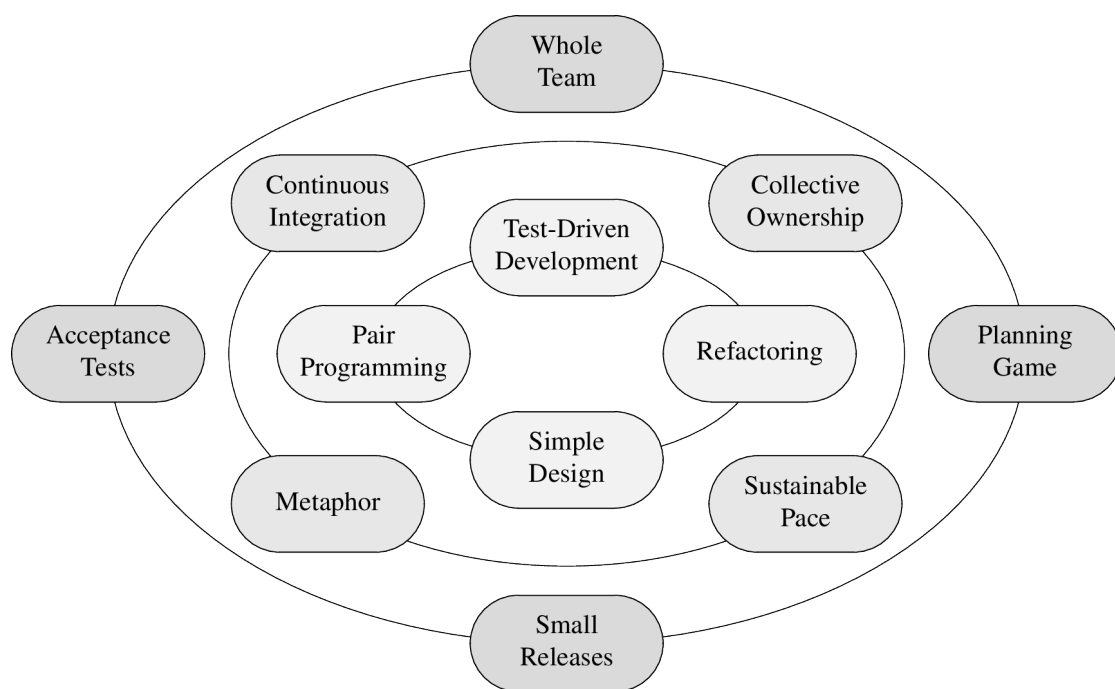 Whole
Team
Continuous
Integration
Collective
Ownership
Test-Driven
Development
Acceptance
Tests
Pair
Programming
Refactoring
Planning
Game
Simple
Design
Metaphor
Sustainable
Pace
Small
Releases